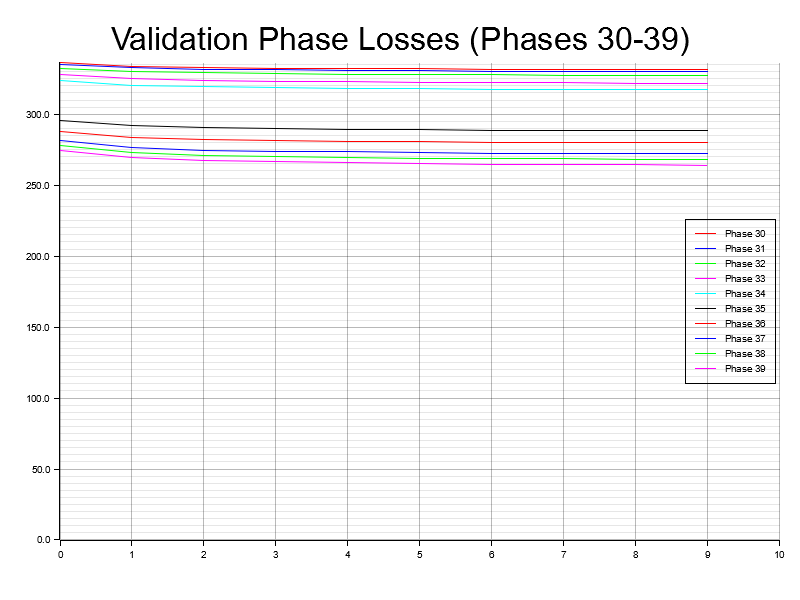 Validation Phase Losses (Phases 30-39)
300.0
250.0
200.0
150.0
100.0
50.0
0.0
0 1 2 3 4 5 6 7 8 9 10
Phase 30
Phase 31
Phase 32
Phase 33
Phase 34
Phase 35
Phase 36
Phase 37
Phase 38
Phase 39